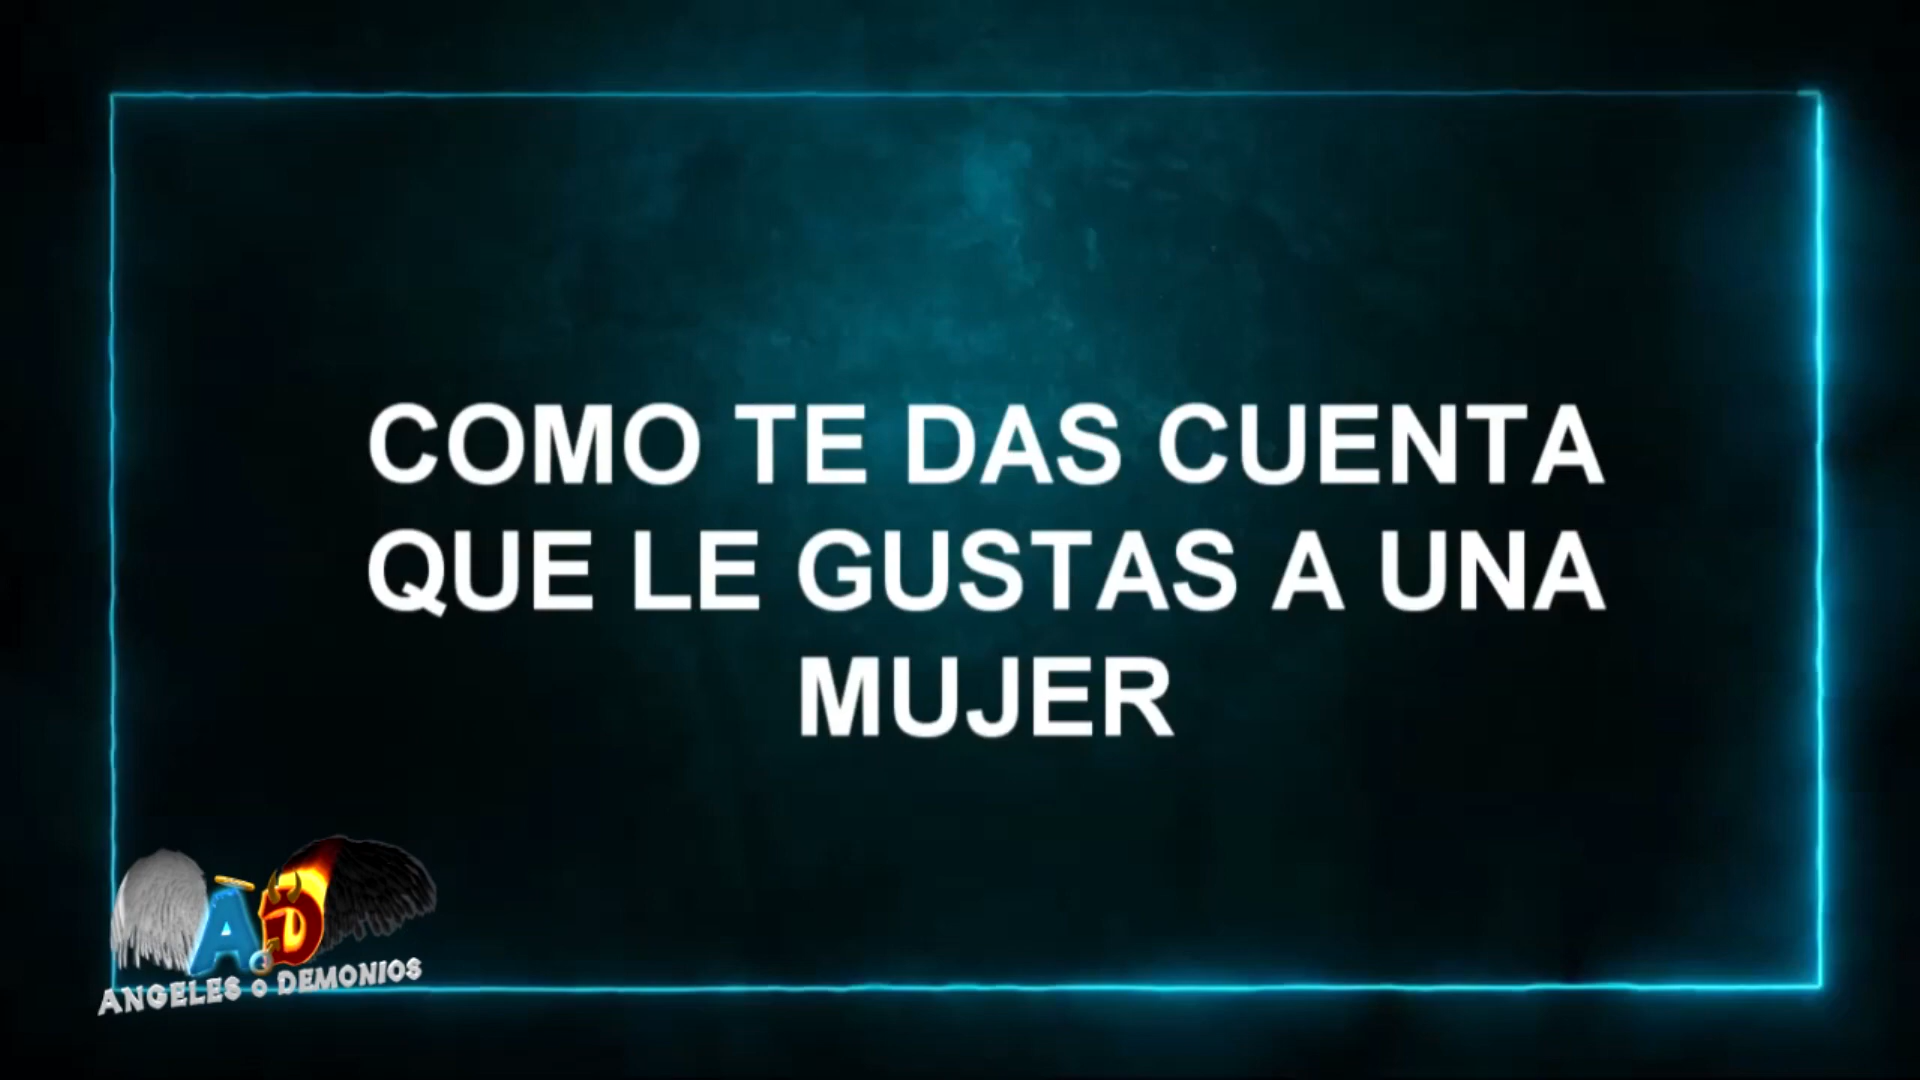 COMO TE DAS CUENTA
QUE LE GUSTAS A UNA
MUJER
A o D
ANGELES o DEMONIOS